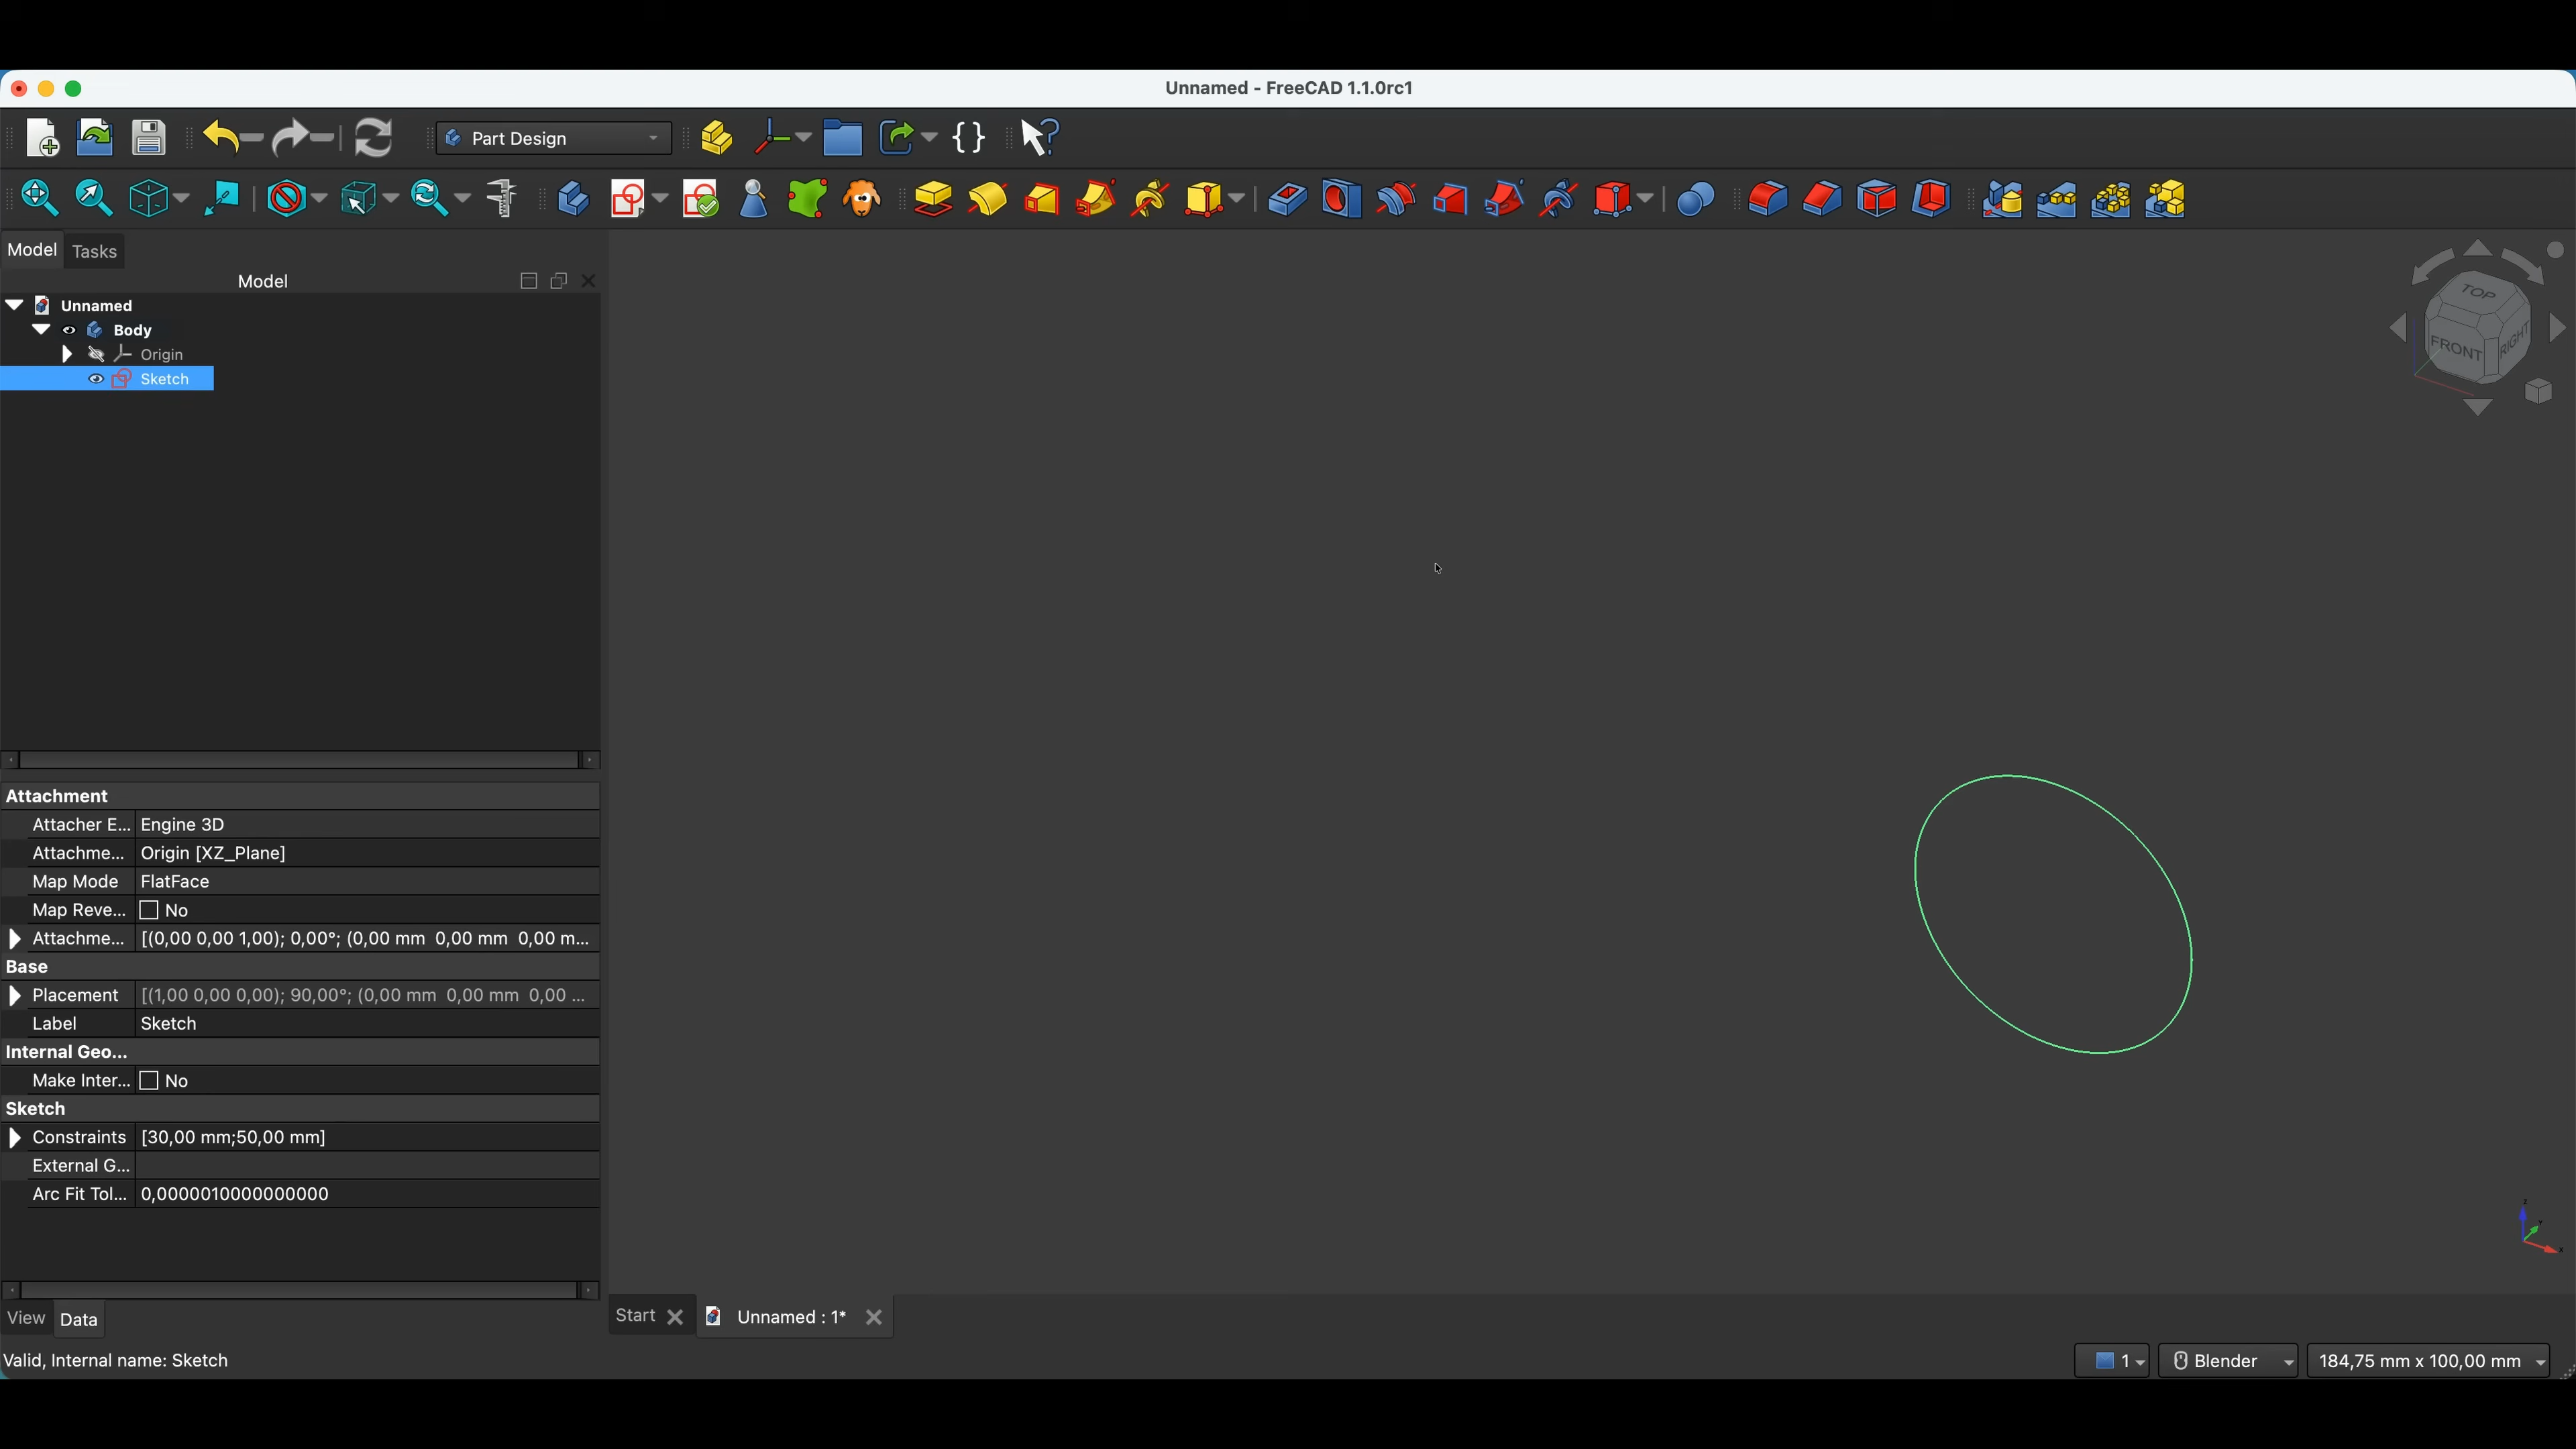 Unnamed - FreeCAD 1.1.0rc1
Part Design
Model
Tasks
Model
Unnamed
Body
Origin
Sketch
TOP
FRONT
RIGHT
Attachment
Attacher E... Engine 3D
Attachme... Origin [XZ_Plane]
Map Mode FlatFace
Map Reve... No
Attachme... [(0,00 0,00 1,00); 0,00°; (0,00 mm 0,00 mm 0,00 m...
Base
Placement [(1,00 0,00 0,00); 90,00°; (0,00 mm 0,00 mm 0,00 ...
Label Sketch
Internal Geo...
Make Inter... No
Sketch
Constraints [30,00 mm;50,00 mm]
External G...
Arc Fit Tol... 0,0000010000000000
Z
Y
X
View Data
Start
Unnamed : 1*
Valid, Internal name: Sketch
1
Blender
184,75 mm x 100,00 mm